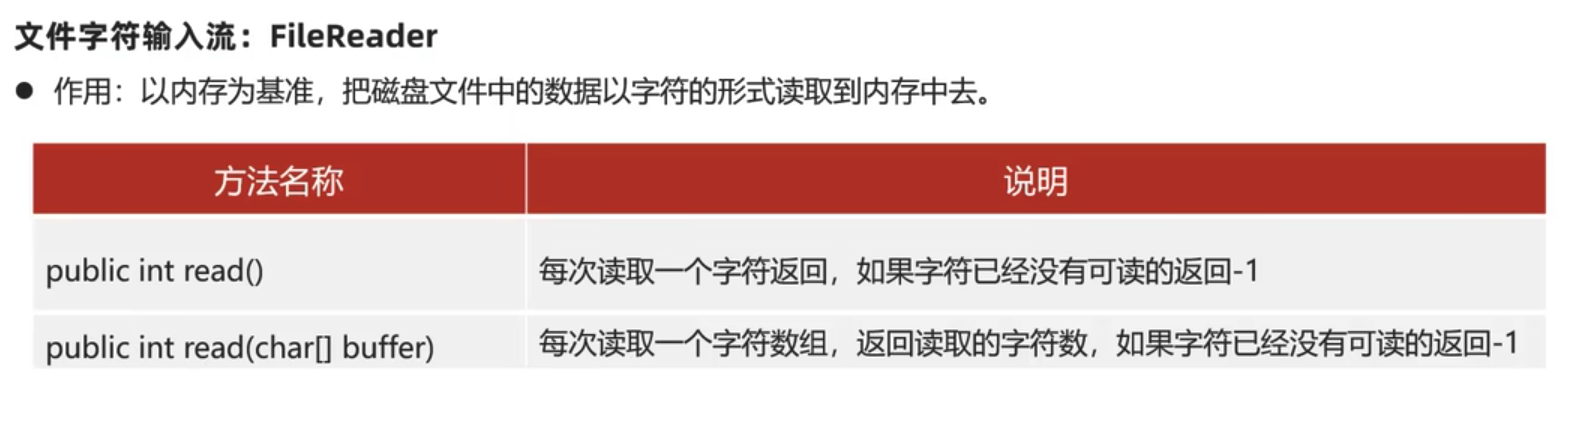 文件字符输入流：FileReader
● 作用：以内存为基准，把磁盘文件中的数据以字符的形式读取到内存中去。
方法名称 说明
public int read() 每次读取一个字符返回，如果字符已经没有可读的返回-1
public int read(char[] buffer) 每次读取一个字符数组，返回读取的字符数，如果字符已经没有可读的返回-1